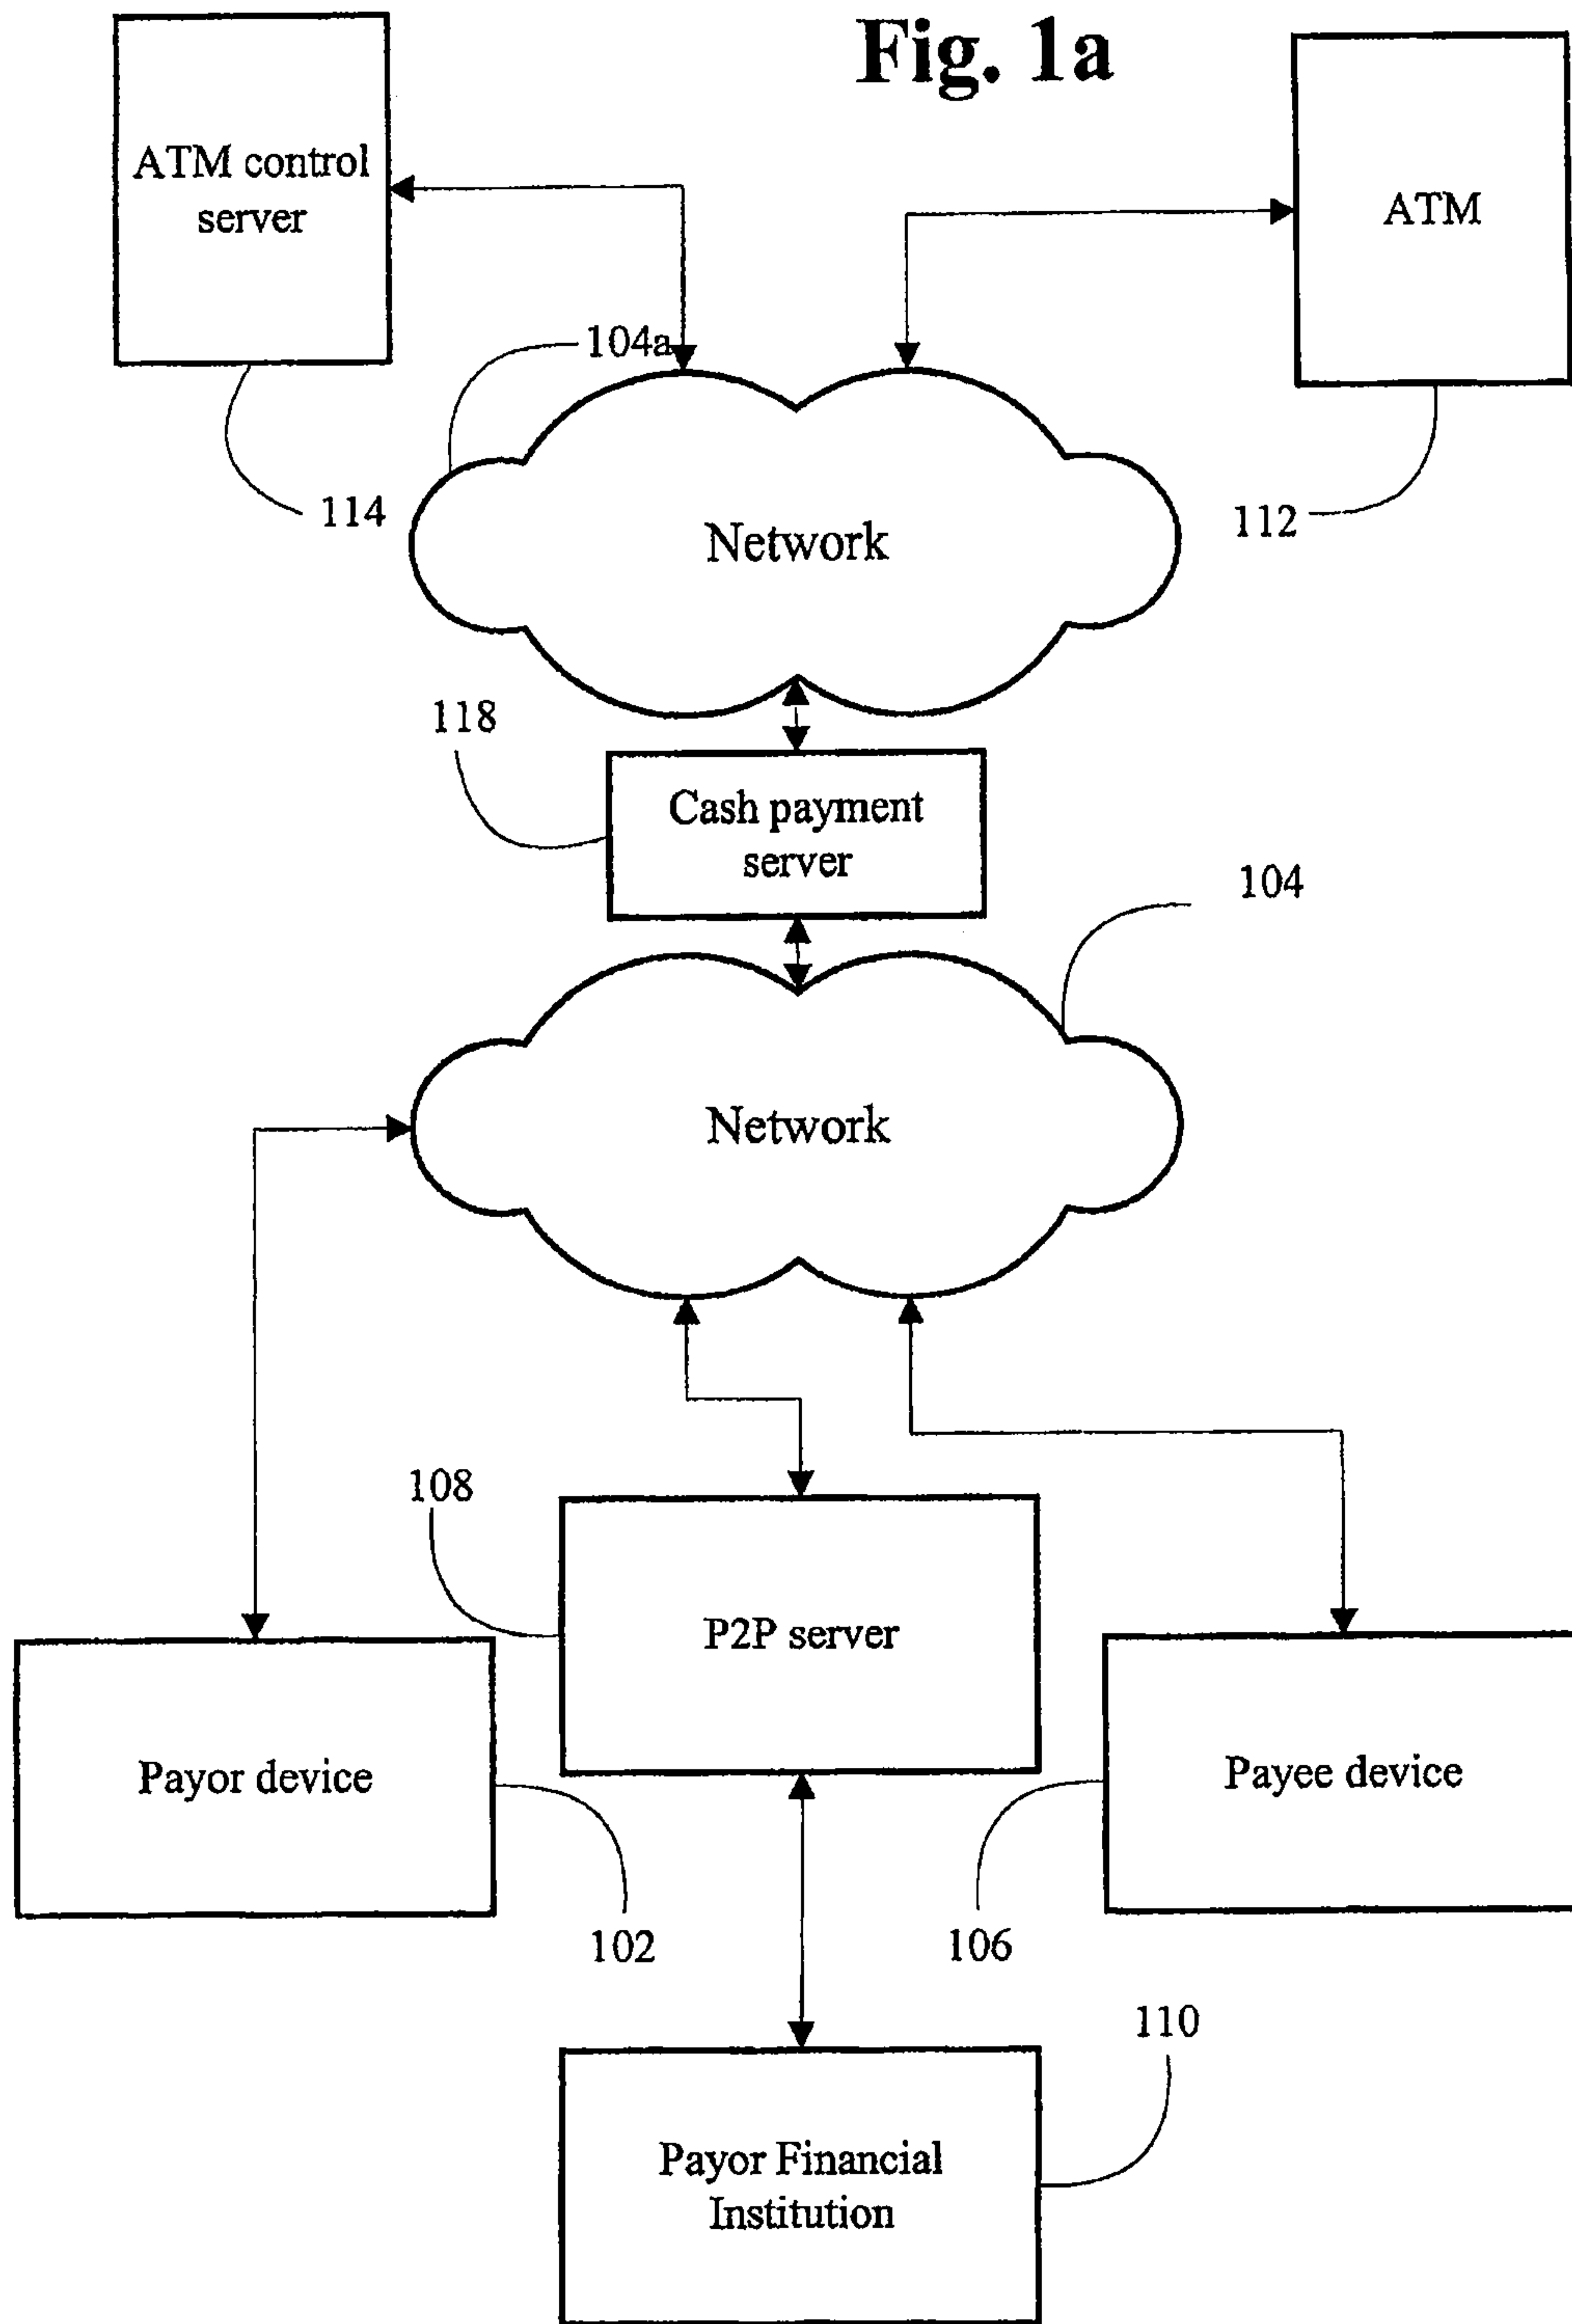 Fig. 1a
ATM control
server
ATM
104a
114
112
Network
118
Cash payment
server
104
Network
108
P2P server
Payor device
Payee device
102
106
110
Payor Financial
Institution